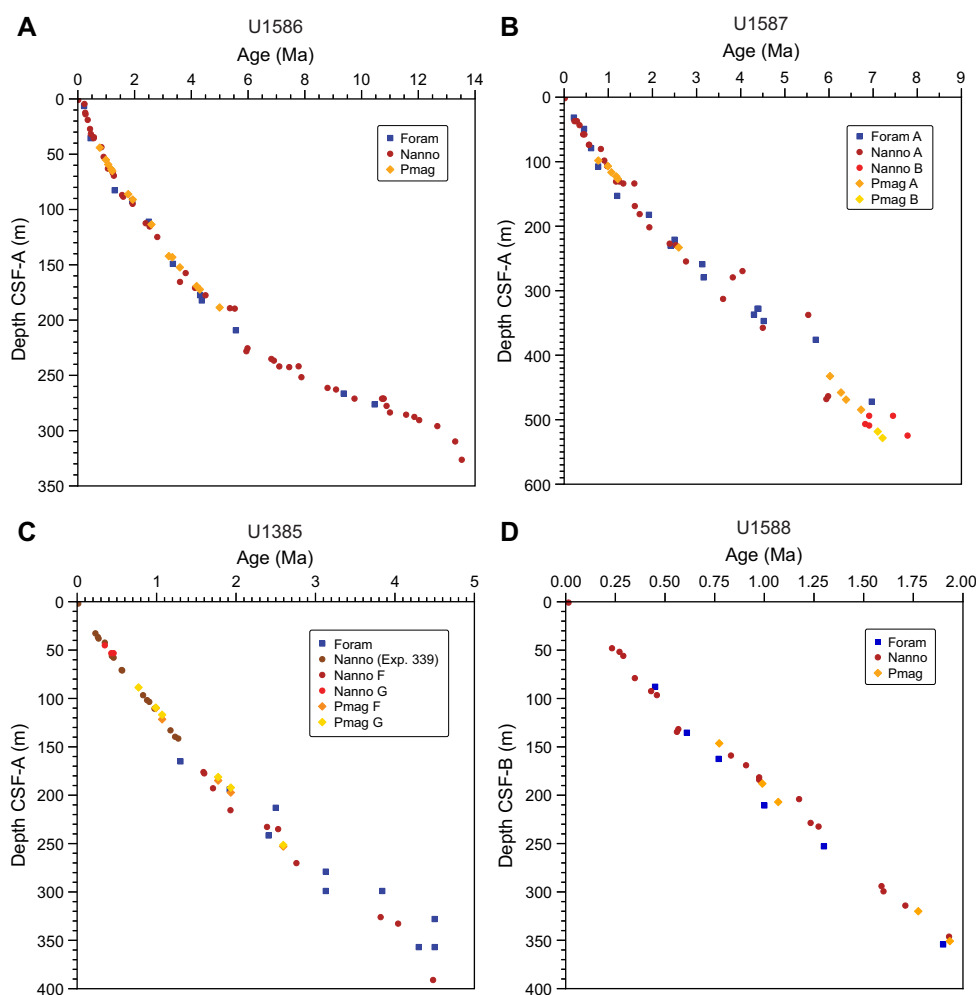 A
U1586
Age (Ma)
0 2 4 6 8 10 12 14
Depth CSF-A (m)
0
50
100
150
200
250
300
350
Foram
Nanno
Pmag
B
U1587
Age (Ma)
0 1 2 3 4 5 6 7 8 9
Depth CSF-A (m)
0
100
200
300
400
500
600
Foram A
Nanno A
Nanno B
Pmag A
Pmag B
C
U1385
Age (Ma)
0 1 2 3 4 5
Depth CSF-A (m)
0
50
100
150
200
250
300
350
400
Foram
Nanno (Exp. 339)
Nanno F
Nanno G
Pmag F
Pmag G
D
U1588
Age (Ma)
0.00 0.25 0.50 0.75 1.00 1.25 1.50 1.75 2.00
Depth CSF-B (m)
0
50
100
150
200
250
300
350
400
Foram
Nanno
Pmag